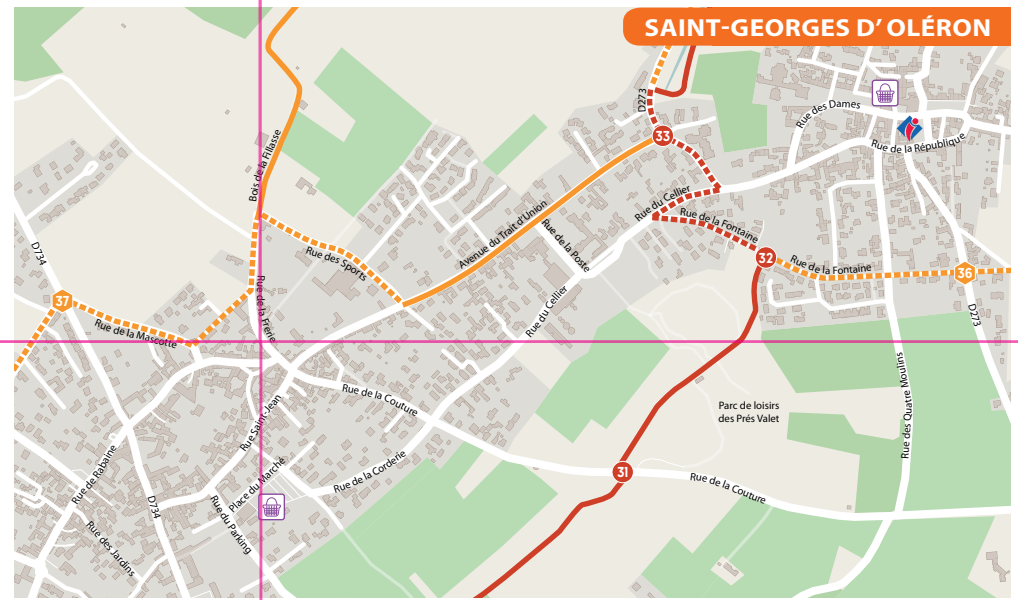 SAINT-GEORGES D' OLÉRON
D273
33
Rue des Dames
Rue de la République
Bois de la Fillasse
Rue du Cellier
Rue de la Fontaine
Avenue du Trait d'Union
Rue de la Poste
D734
Rue des Sports
32
Rue de la Fontaine
36
37
Rue de la Frerie
Rue du Cellier
D273
Rue de la Mascotte
Rue de la Couture
Parc de loisirs
des Prés Valet
Rue des Quatre Moulins
Rue Saint-Jean
Rue de Rabaine
Place du Marché
Rue de la Corderie
31
Rue de la Couture
D734
Rue du Parking
Rue des Jardins